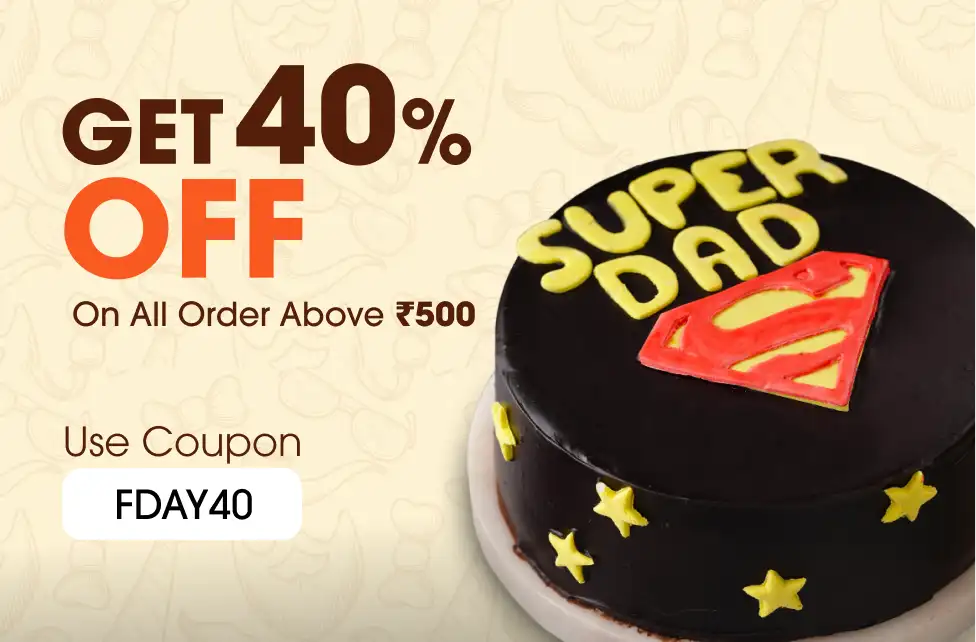 GET 40%
OFF
On All Order Above ₹500
Use Coupon
FDAY40
SUPER
DAD
S